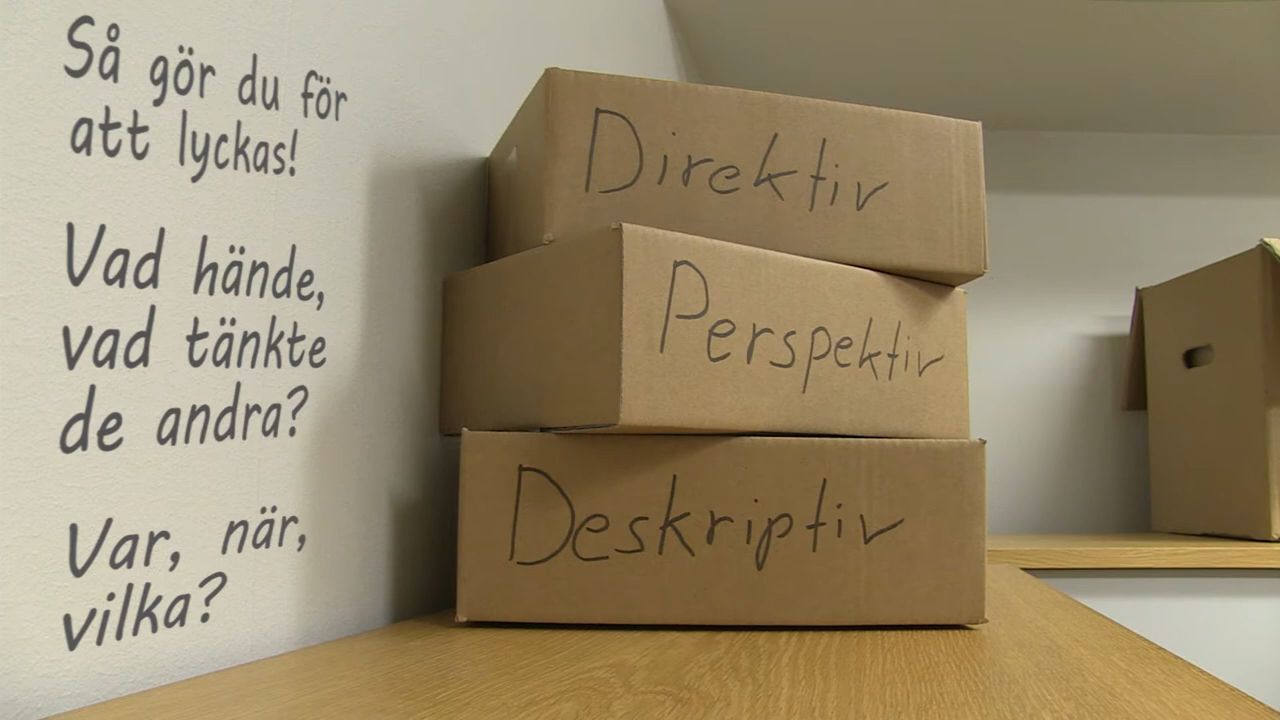 Så gör du för
att lyckas!
Vad hände,
vad tänkte
de andra?
Var, när,
vilka?
Direktiv
Perspektiv
Deskriptiv